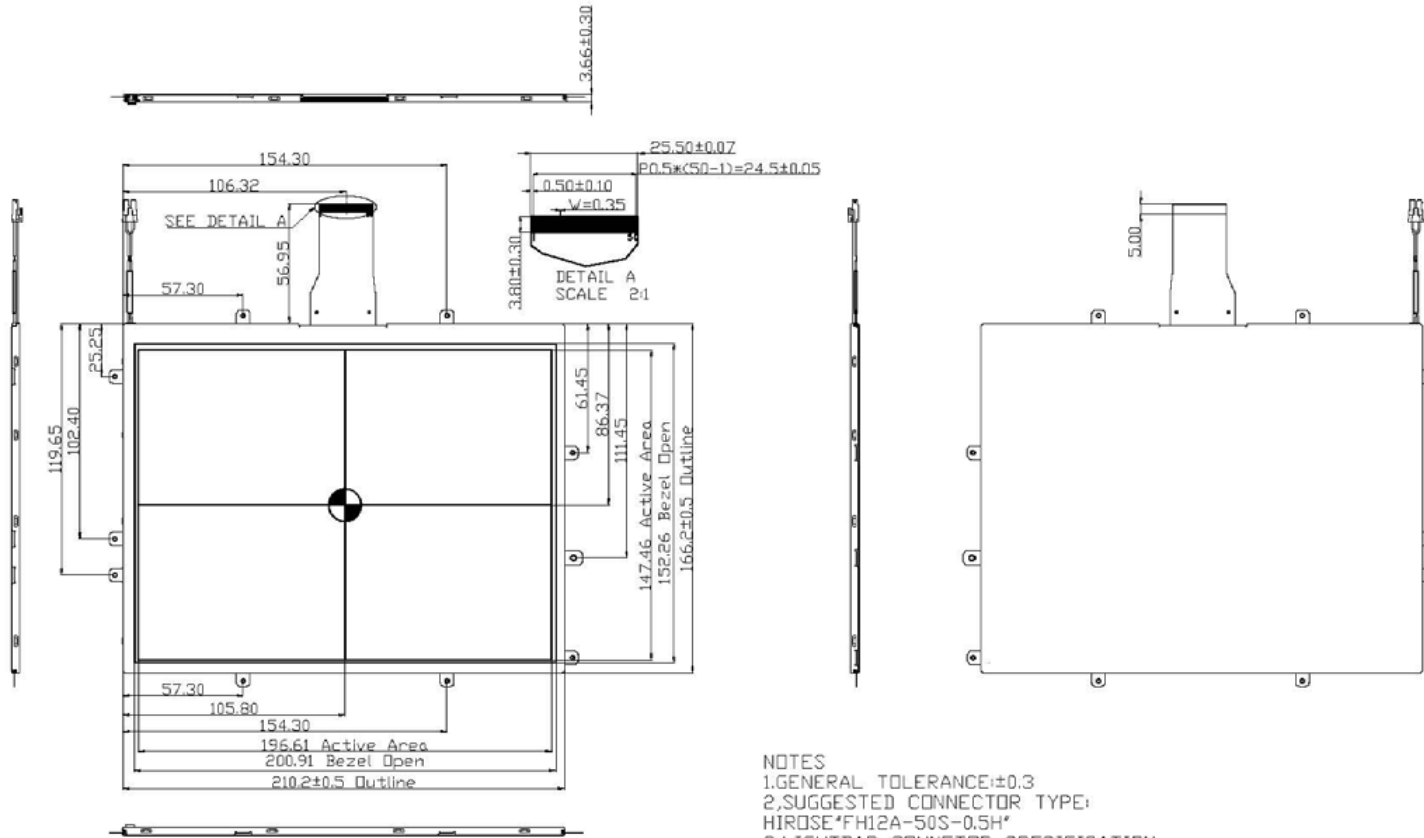 3.66±0.30
154.30
25.50±0.07
P0.5*(50-1)=24.5±0.05
106.32
0.50±0.10
W=0.35
SEE DETAIL A
56.95
3.80±0.30
DETAIL A
SCALE 2:1
5.00
57.30
25.25
102.40
119.65
61.45
86.37
111.45
147.46 Active Area
152.26 Bezel Open
166.2±0.5 Outline
57.30
105.80
154.30
196.61 Active Area
200.91 Bezel Open
210.2±0.5 Outline
NOTES
1.GENERAL TOLERANCE:±0.3
2,SUGGESTED CONNECTOR TYPE:
HIROSE"FH12A-50S-0.5H"